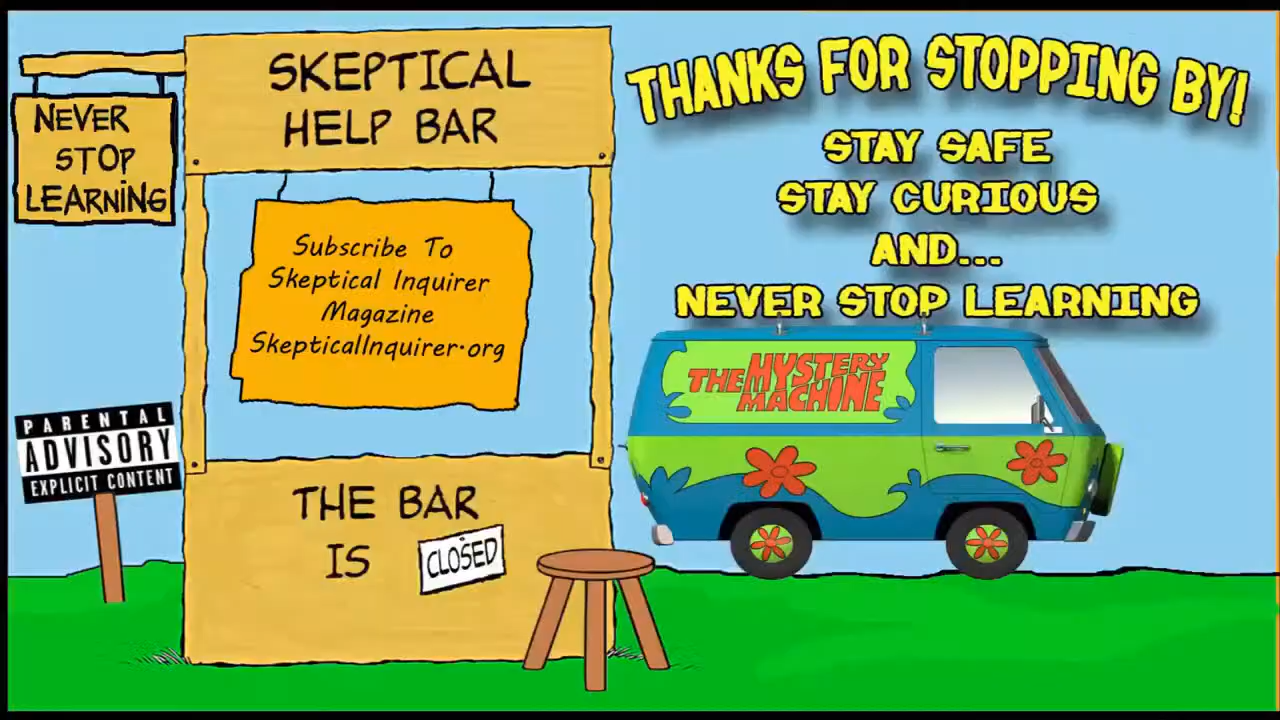 NEVER
STOP
LEARNING
SKEPTICAL
HELP BAR
Subscribe To
Skeptical Inquirer
Magazine
SkepticalInquirer.org
PARENTAL
ADVISORY
EXPLICIT CONTENT
THE BAR
IS CLOSED
THANKS FOR STOPPING BY!
STAY SAFE
STAY CURIOUS
AND...
NEVER STOP LEARNING
THE MYSTERY
MACHINE